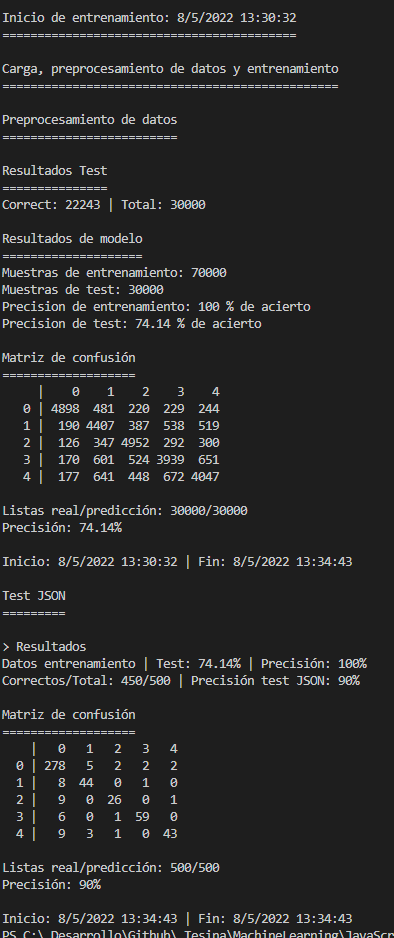 Inicio de entrenamiento: 8/5/2022 13:30:32
==========================================
Carga, preprocesamiento de datos y entrenamiento
================================================
Preprocesamiento de datos
=========================
Resultados Test
===============
Correct: 22243 | Total: 30000
Resultados de modelo
====================
Muestras de entrenamiento: 70000
Muestras de test: 30000
Precision de entrenamiento: 100 % de acierto
Precision de test: 74.14 % de acierto
Matriz de confusión
===================
| 0 1 2 3 4
0 | 4898 481 220 229 244
1 | 190 4407 387 538 519
2 | 126 347 4952 292 300
3 | 170 601 524 3939 651
4 | 177 641 448 672 4047
Listas real/predicción: 30000/30000
Precisión: 74.14%
Inicio: 8/5/2022 13:30:32 | Fin: 8/5/2022 13:34:43
Test JSON
=========
> Resultados
Datos entrenamiento | Test: 74.14% | Precisión: 100%
Correctos/Total: 450/500 | Precisión test JSON: 90%
Matriz de confusión
===================
| 0 1 2 3 4
0 | 278 5 2 2 2
1 | 8 44 0 1 0
2 | 9 0 26 0 1
3 | 6 0 1 59 0
4 | 9 3 1 0 43
Listas real/predicción: 500/500
Precisión: 90%
Inicio: 8/5/2022 13:34:43 | Fin: 8/5/2022 13:34:43
PS C:\_Desarrollo\Github\_Tesina\MachineLearning\JavaScr